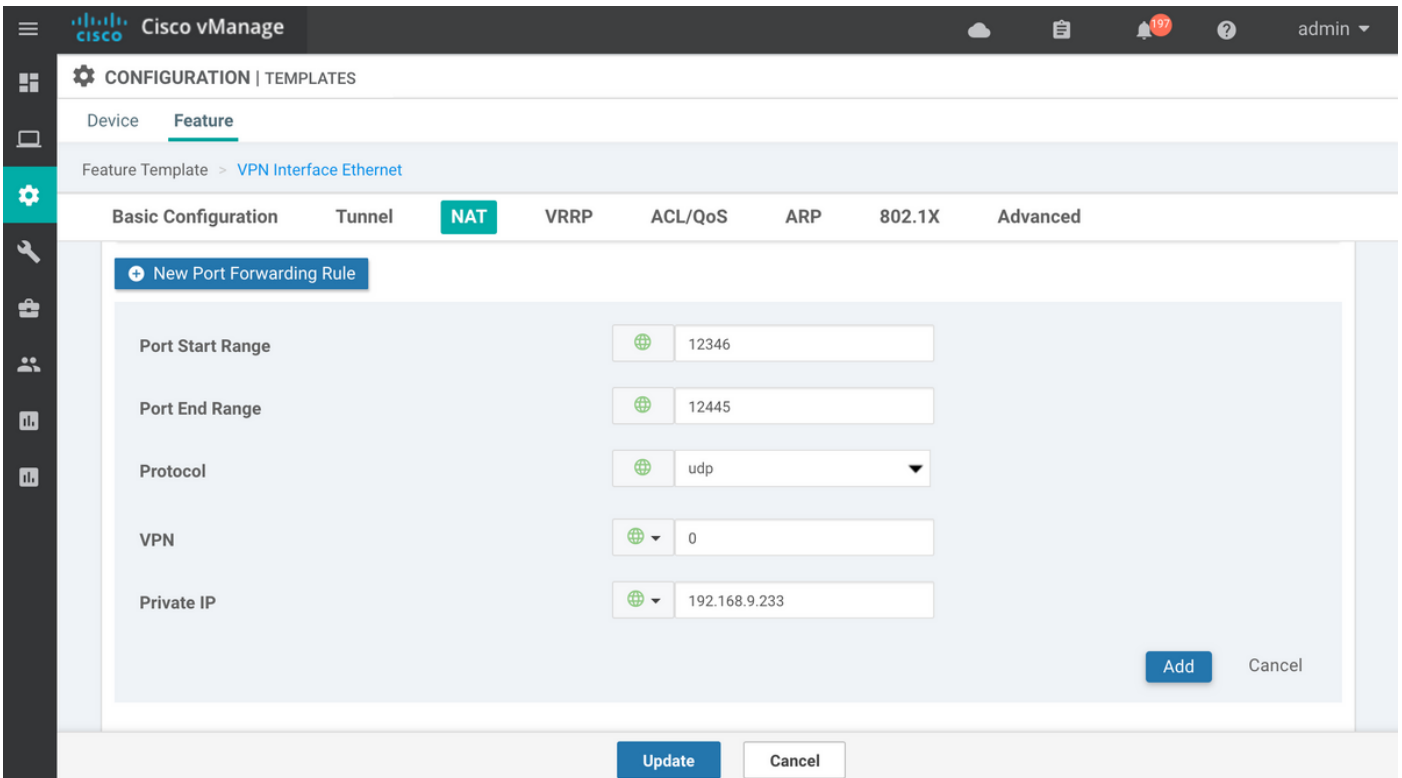 cisco Cisco vManage 197 admin
CONFIGURATION | TEMPLATES
Device Feature
Feature Template > VPN Interface Ethernet
Basic Configuration Tunnel NAT VRRP ACL/QoS ARP 802.1X Advanced
New Port Forwarding Rule
Port Start Range 12346
Port End Range 12445
Protocol udp
VPN 0
Private IP 192.168.9.233
Add Cancel
Update Cancel